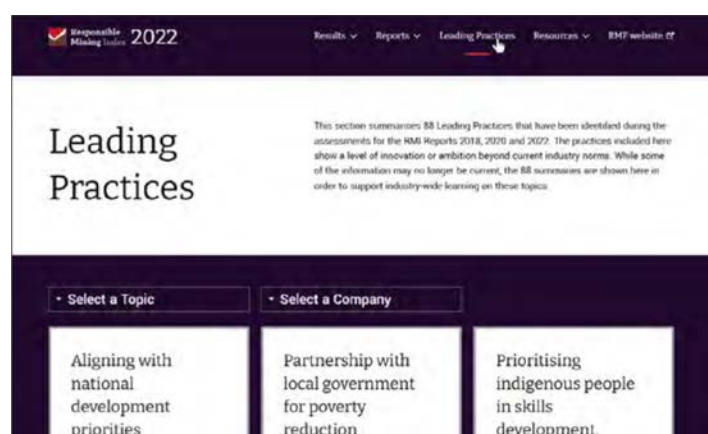 Responsible
Mining Index 2022
Results Reports Leading Practices Resources RMF website
Leading
Practices
This section summarises 88 Leading Practices that have been identified during the
assessments for the RMI Reports 2018, 2020 and 2022. The practices included here
show a level of innovation or ambition beyond current industry norms. While some
of the information may no longer be current, the 88 summaries are shown here in
order to support industry-wide learning on these topics.
Select a Topic
Select a Company
Aligning with
national
development
priorities
Partnership with
local government
for poverty
reduction
Prioritising
indigenous people
in skills
development,